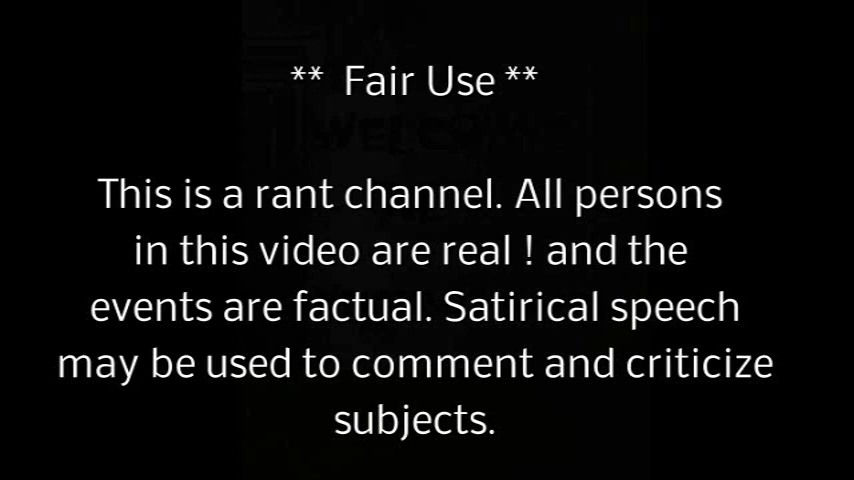 ** Fair Use **
This is a rant channel. All persons
in this video are real ! and the
events are factual. Satirical speech
may be used to comment and criticize
subjects.
WELCOME